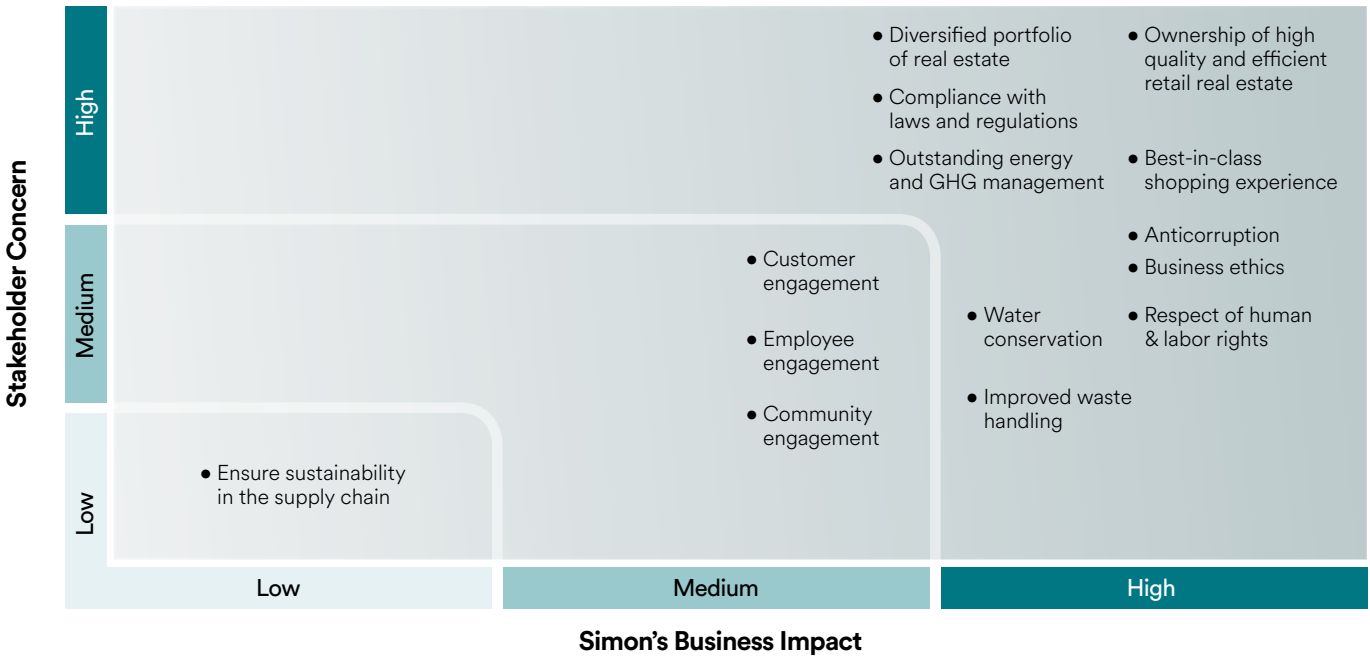 Stakeholder Concern
High
Medium
Low
● Diversified portfolio
of real estate
● Compliance with
laws and regulations
● Outstanding energy
and GHG management
● Ownership of high
quality and efficient
retail real estate
● Best-in-class
shopping experience
● Anticorruption
● Business ethics
● Respect of human
& labor rights
● Customer
engagement
● Employee
engagement
● Community
engagement
● Water
conservation
● Improved waste
handling
● Ensure sustainability
in the supply chain
Low
Medium
High
Simon's Business Impact